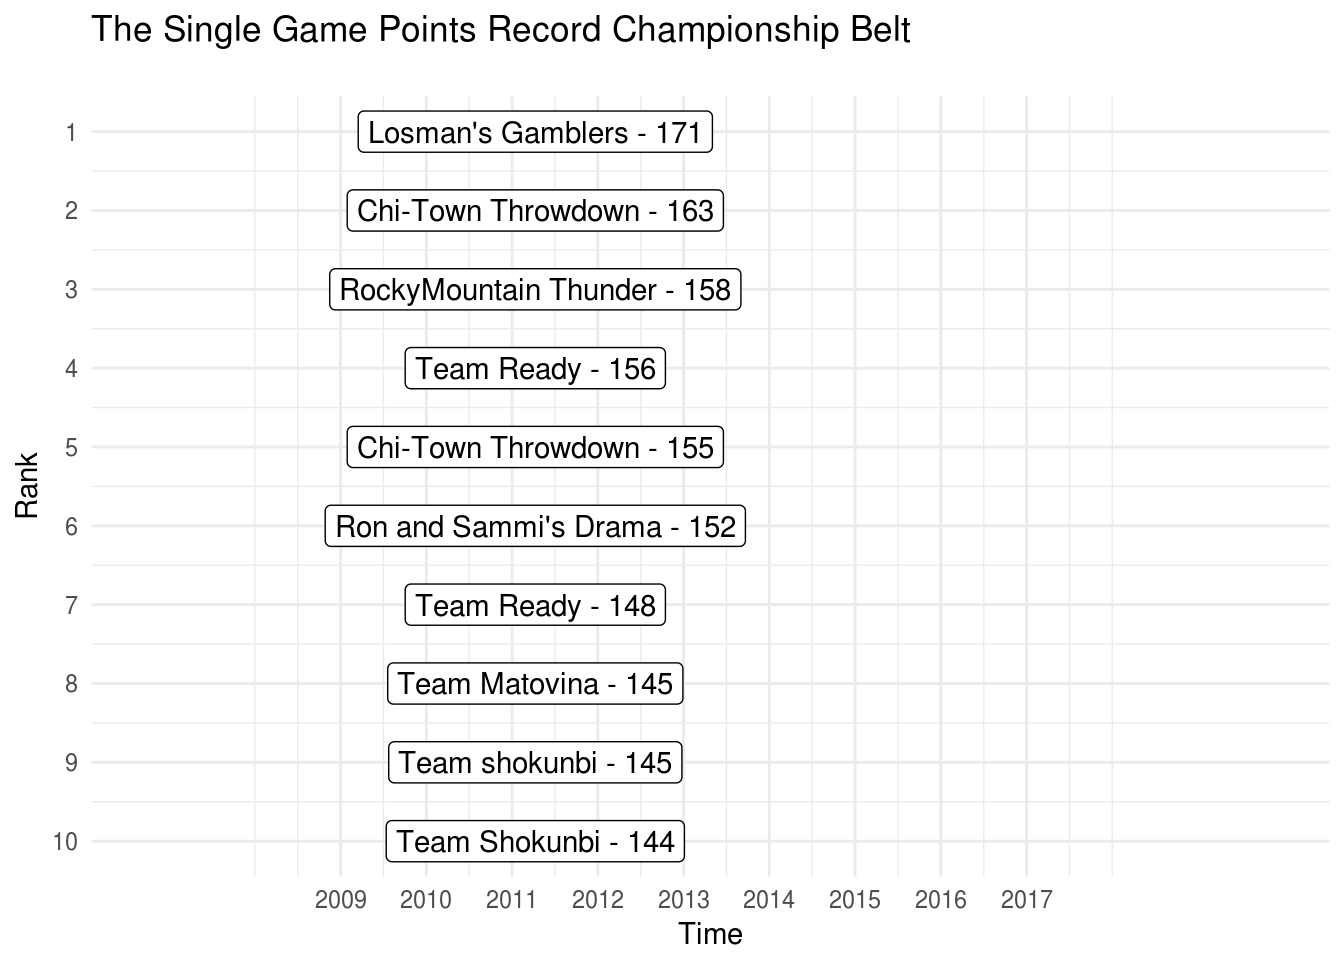 The Single Game Points Record Championship Belt
1
Losman's Gamblers - 171
2
Chi-Town Throwdown - 163
3
RockyMountain Thunder - 158
4
Team Ready - 156
5
Chi-Town Throwdown - 155
Rank
6
Ron and Sammi's Drama - 152
7
Team Ready - 148
8
Team Matovina - 145
9
Team shokunbi - 145
10
Team Shokunbi - 144
2009 2010 2011 2012 2013 2014 2015 2016 2017
Time